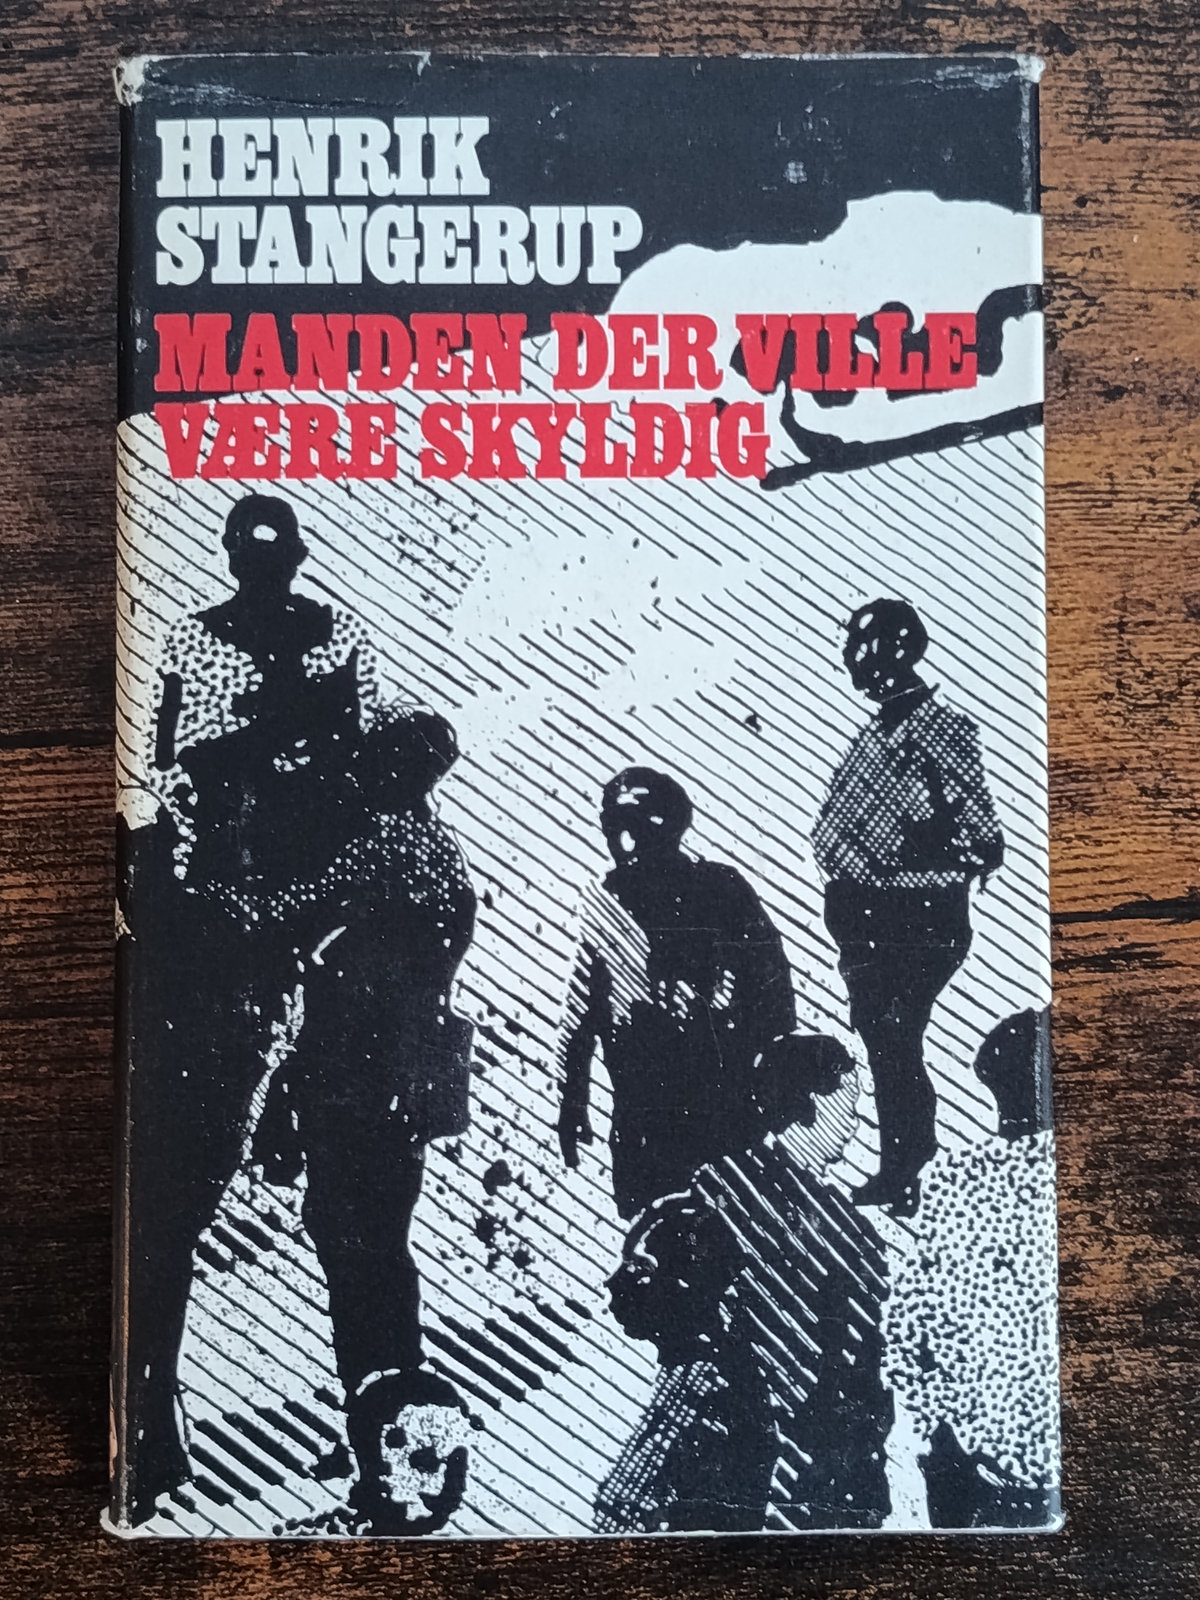 HENRIK
STANGERUP
MANDEN DER VILLE
VÆRE SKYLDIG